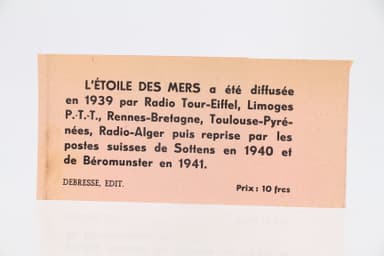 L'ÉTOILE DES MERS a été diffusée
en 1939 par Radio Tour-Eiffel, Limoges
P.-T.-T., Rennes-Bretagne, Toulouse-Pyré-
nées, Radio-Alger puis reprise par les
postes suisses de Sottens en 1940 et
de Béromunster en 1941.
DEBRESSE, EDIT.
Prix : 10 frcs